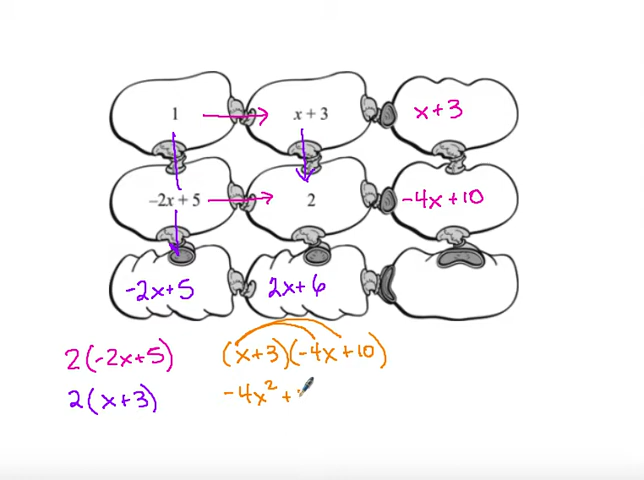 1 x + 3 x+3
–2x + 5 2 -4x+10
-2x+5 2x+6
2(-2x+5) (x+3)(-4x+10)
2(x+3) -4x² +